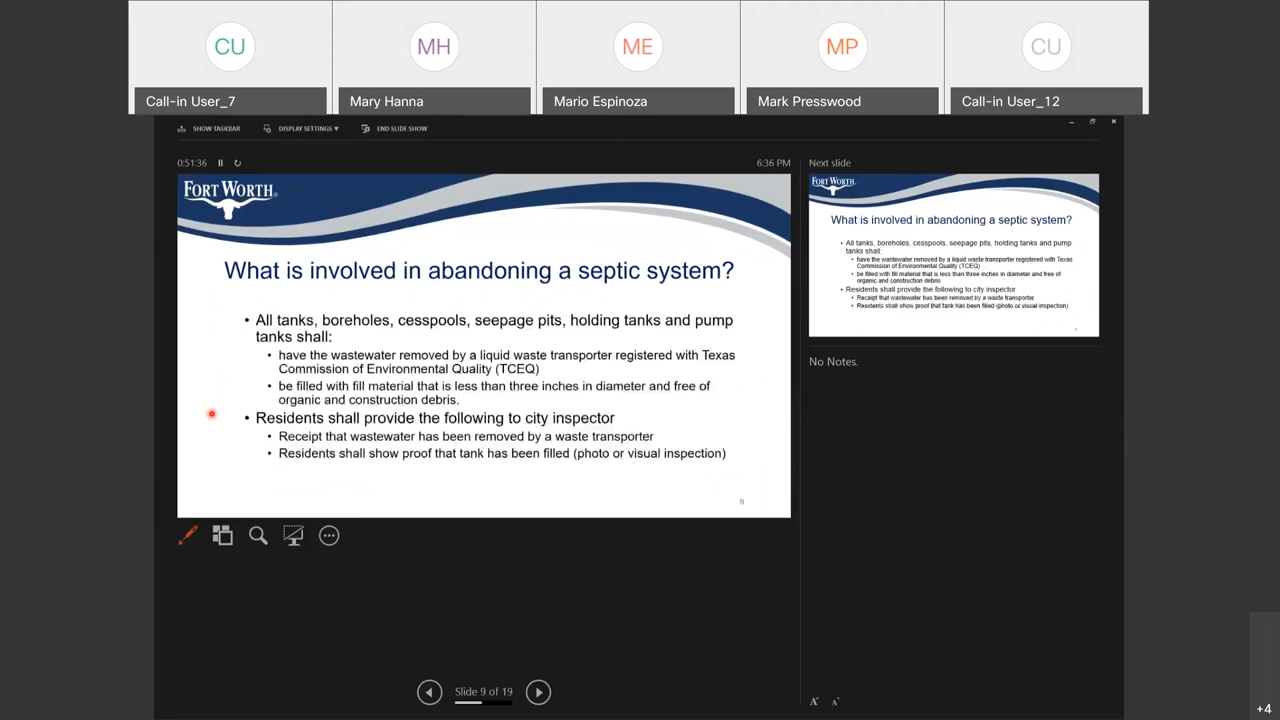 CU
MH
ME
MP
CU
Call-in User_7
Mary Hanna
Mario Espinoza
Mark Presswood
Call-in User_12
SHOW TASKBAR
DISPLAY SETTINGS ▾
END SLIDE SHOW
0:51:36
6:36 PM
Next slide
FORT WORTH®
What is involved in abandoning a septic system?
• All tanks, boreholes, cesspools, seepage pits, holding tanks and pump
tanks shall:
• have the wastewater removed by a liquid waste transporter registered with Texas
Commission of Environmental Quality (TCEQ)
• be filled with fill material that is less than three inches in diameter and free of
organic and construction debris.
• Residents shall provide the following to city inspector
• Receipt that wastewater has been removed by a waste transporter
• Residents shall show proof that tank has been filled (photo or visual inspection)
9
FORT WORTH
What is involved in abandoning a septic system?
• All tanks, boreholes, cesspools, seepage pits, holding tanks and pump
tanks shall:
• have the wastewater removed by a liquid waste transporter registered with Texas
Commission of Environmental Quality (TCEQ)
• be filled with fill material that is less than three inches in diameter and free of
organic and construction debris
• Residents shall provide the following to city inspector
• Receipt that wastewater has been removed by a waste transporter
• Residents shall show proof that tank has been filled (photo or visual inspection)
No Notes.
Slide 9 of 19
A A
+4